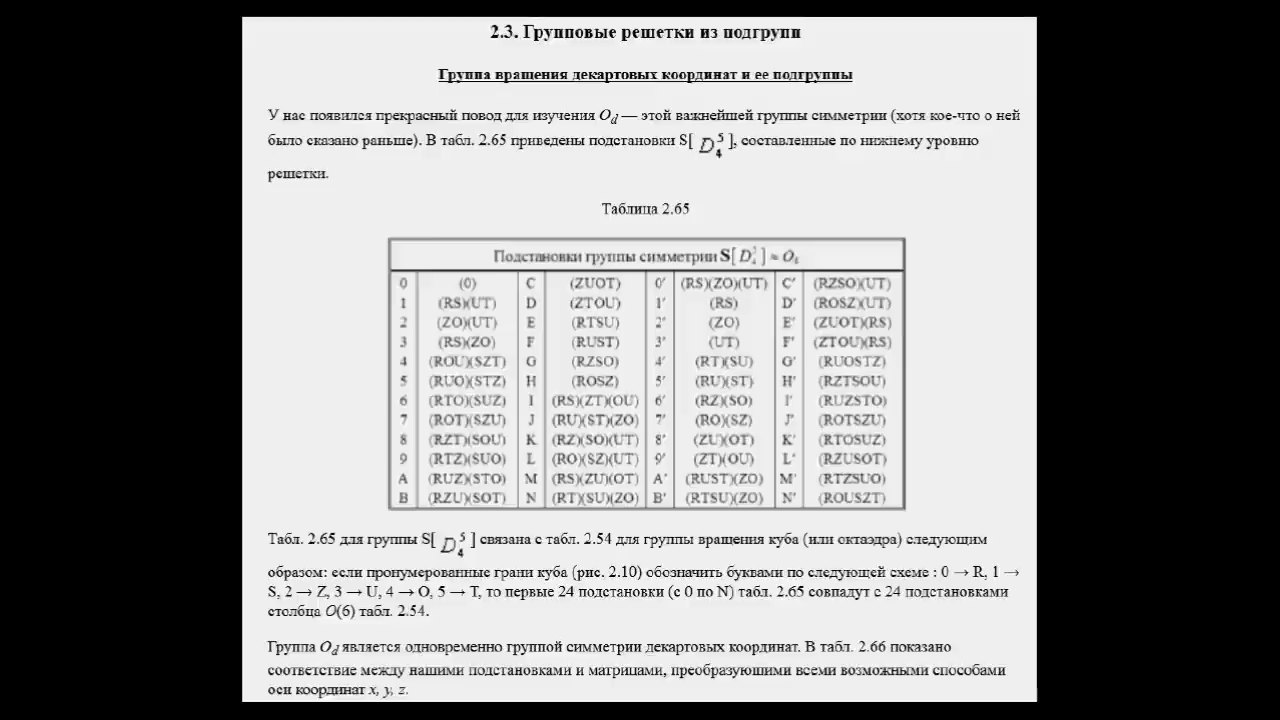 2.3. Групповые решетки из подгрупп
Группа вращения декартовых координат и ее подгруппы
У нас появился прекрасный повод для изучения Od — этой важнейшей группы симметрии (хотя кое-что о ней
было сказано раньше). В табл. 2.65 приведены подстановки S[ D₄⁵ ], составленные по нижнему уровню
решетки.
Таблица 2.65
Подстановки группы симметрии S[ ] ≈
0 (0) C (ZUOT) 0′ (RS)(ZO)(UT) C′ (RZSO)(UT)
1 (RS)(UT) D (ZTOU) 1′ (RS) D′ (ROSZ)(UT)
2 (ZO)(UT) E (RTSU) 2′ (ZO) E′ (ZUOT)(RS)
3 (RS)(ZO) F (RUST) 3′ (UT) F′ (ZTOU)(RS)
4 (ROU)(SZT) G (RZSO) 4′ (RT)(SU) G′ (RUOSTZ)
5 (RUO)(STZ) H (ROSZ) 5′ (RU)(ST) H′ (RZTSOU)
6 (RTO)(SUZ) I (RS)(ZT)(OU) 6′ (RZ)(SO) I′ (RUZSTO)
7 (ROT)(SZU) J (RU)(ST)(ZO) 7′ (RO)(SZ) J′ (ROTSZU)
8 (RZT)(SOU) K (RZ)(SO)(UT) 8′ (ZU)(OT) K′ (RTOSUZ)
9 (RTZ)(SUO) L (RO)(SZ)(UT) 9′ (ZT)(OU) L′ (RZUSOT)
A (RUZ)(STO) M (RS)(ZU)(OT) A′ (RUST)(ZO) M′ (RTZSUO)
B (RZU)(SOT) N (RT)(SU)(ZO) B′ (RTSU)(ZO) N′ (ROUSZT)
Табл. 2.65 для группы S[ D₄⁵ ] связана с табл. 2.54 для группы вращения куба (или октаэдра) следующим
образом: если пронумерованные грани куба (рис. 2.10) обозначить буквами по следующей схеме : 0 → R, 1 →
S, 2 → Z, 3 → U, 4 → O, 5 → T, то первые 24 подстановки (с 0 по N) табл. 2.65 совпадут с 24 подстановками
столбца O(6) табл. 2.54.
Группа Od является одновременно группой симметрии декартовых координат. В табл. 2.66 показано
соответствие между нашими подстановками и матрицами, преобразующими всеми возможными способами
оси координат x, y, z.